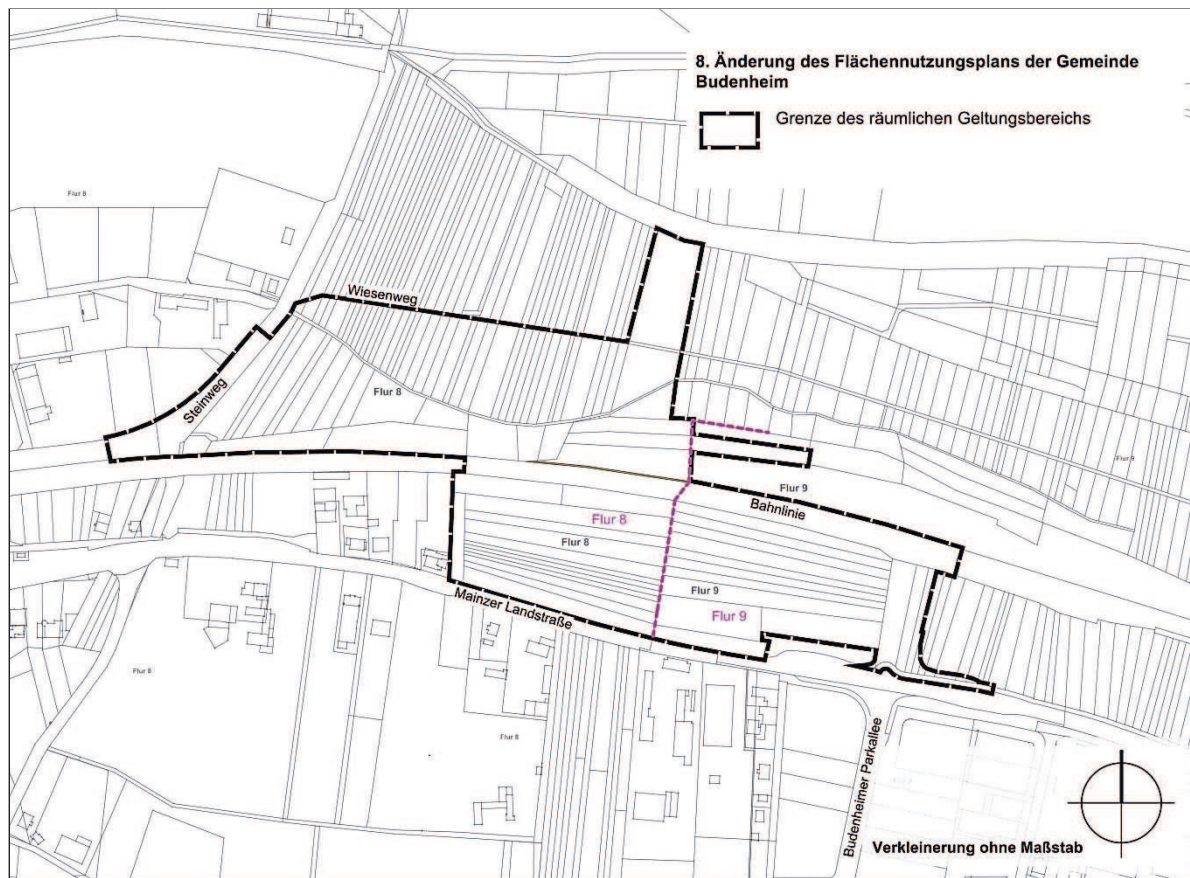 8. Änderung des Flächennutzungsplans der Gemeinde
Budenheim
Grenze des räumlichen Geltungsbereichs
Flur 8
Wiesenweg
Steinweg
Flur 8
Flur 9
Flur 9
Bahnlinie
Flur 8
Flur 8
Flur 9
Flur 9
Mainzer Landstraße
Flur 8
Flur 8
Budenheimer Parkallee
Verkleinerung ohne Maßstab